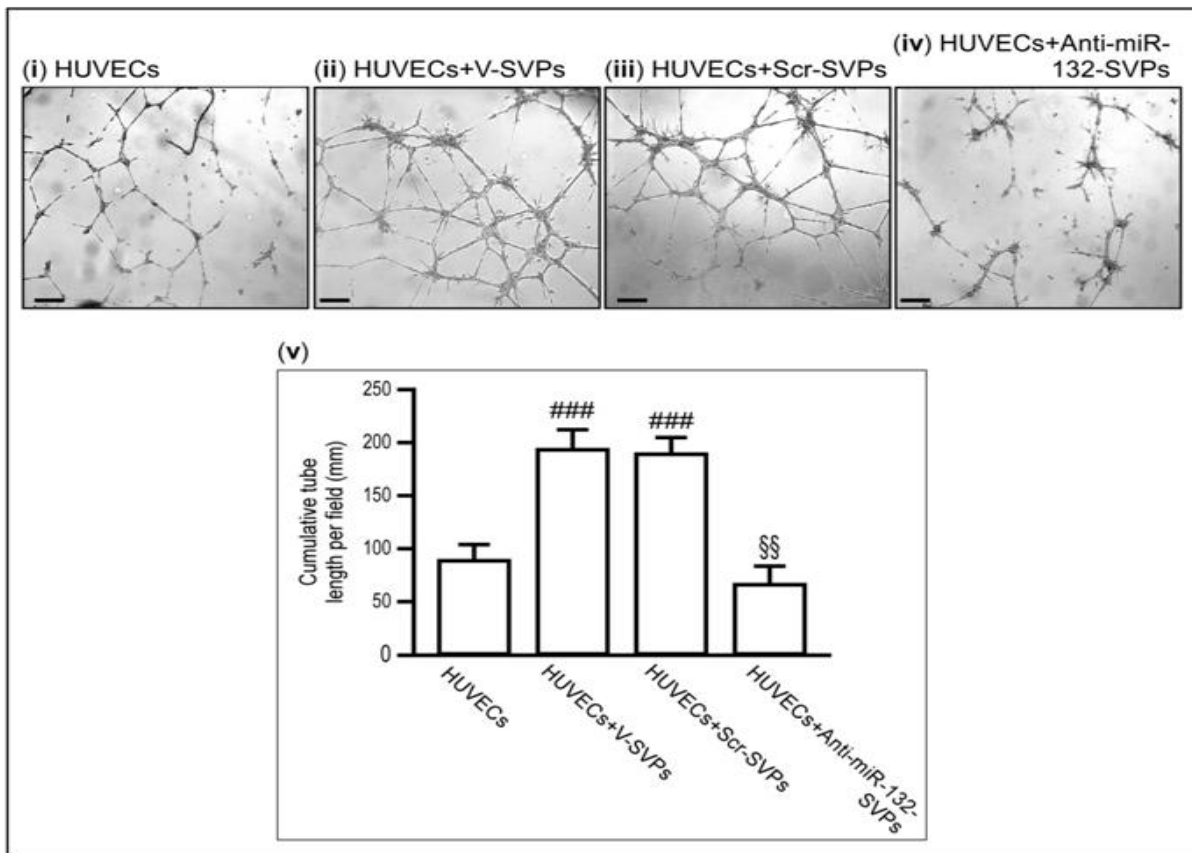 (i) HUVECs
(ii) HUVECs+V-SVPs
(iii) HUVECs+Scr-SVPs
(iv) HUVECs+Anti-miR-
132-SVPs
(v)
Cumulative tube
length per field (mm)
250
200
150
100
50
0
###
###
§§
HUVECs
HUVECs+V-SVPs
HUVECs+Scr-SVPs
HUVECs+Anti-miR-132-
SVPs